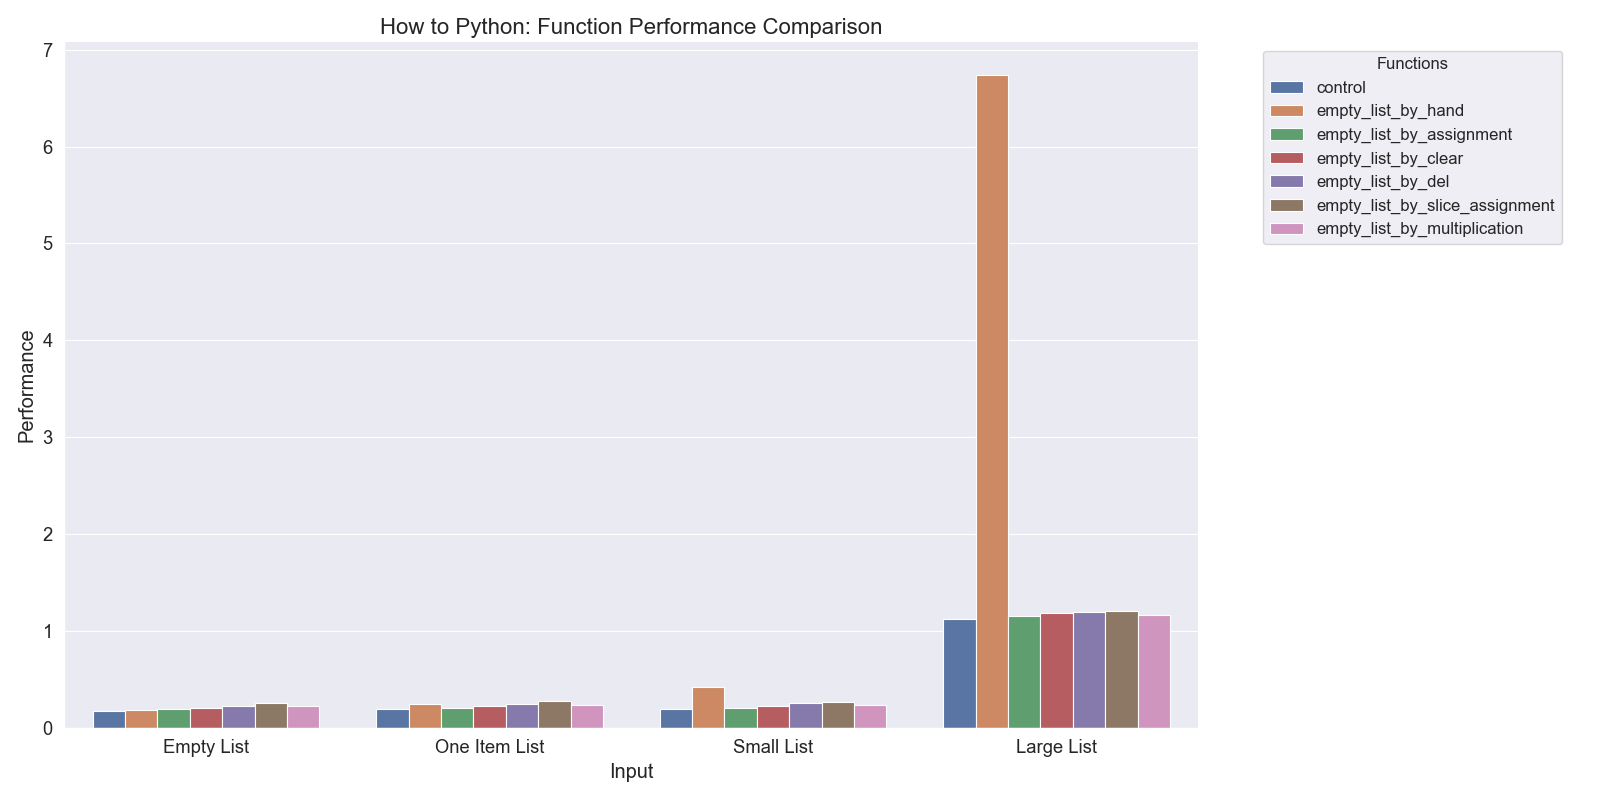 How to Python: Function Performance Comparison
Performance
7
6
5
4
3
2
1
0
Empty List
One Item List
Small List
Large List
Input
Functions
control
empty_list_by_hand
empty_list_by_assignment
empty_list_by_clear
empty_list_by_del
empty_list_by_slice_assignment
empty_list_by_multiplication